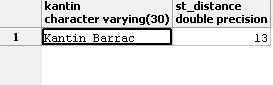 kantin st_distance
character varying(30) double precision
1 Kantin Barrac 13